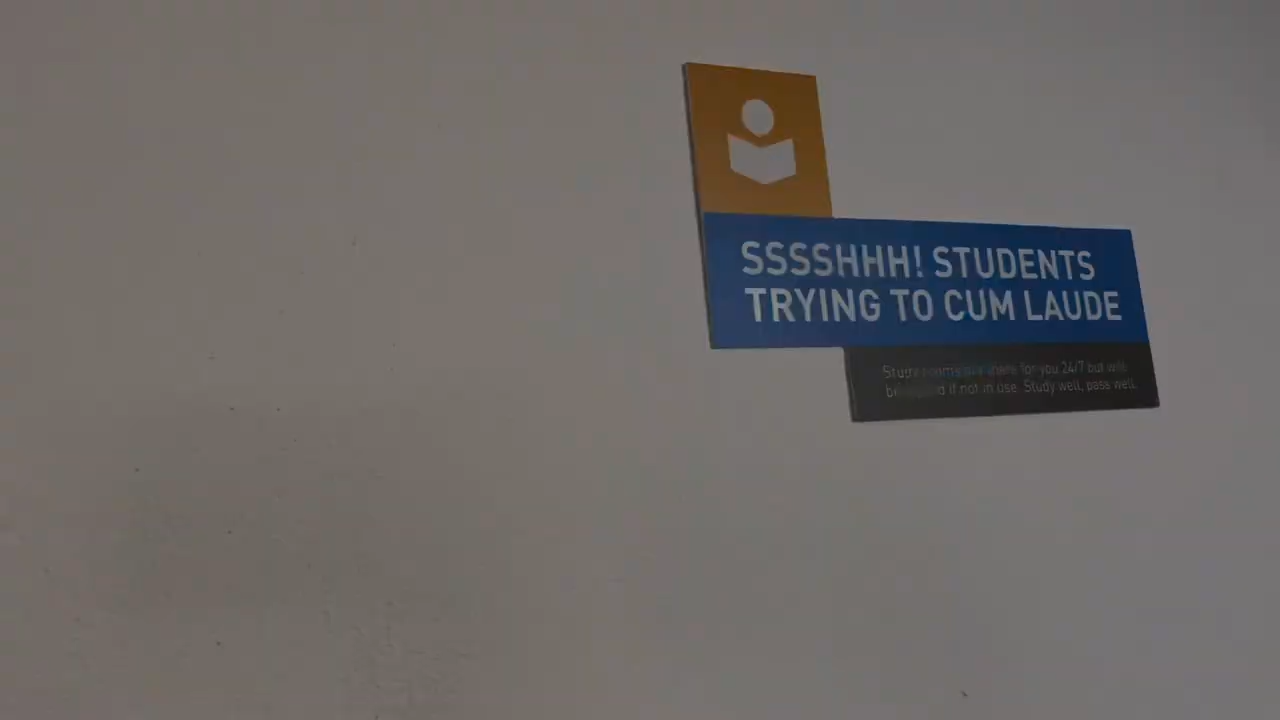 SSSSHHH! STUDENTS
TRYING TO CUM LAUDE
Study rooms are there for you 24/7 but will
be if not in use. Study well, pass well.